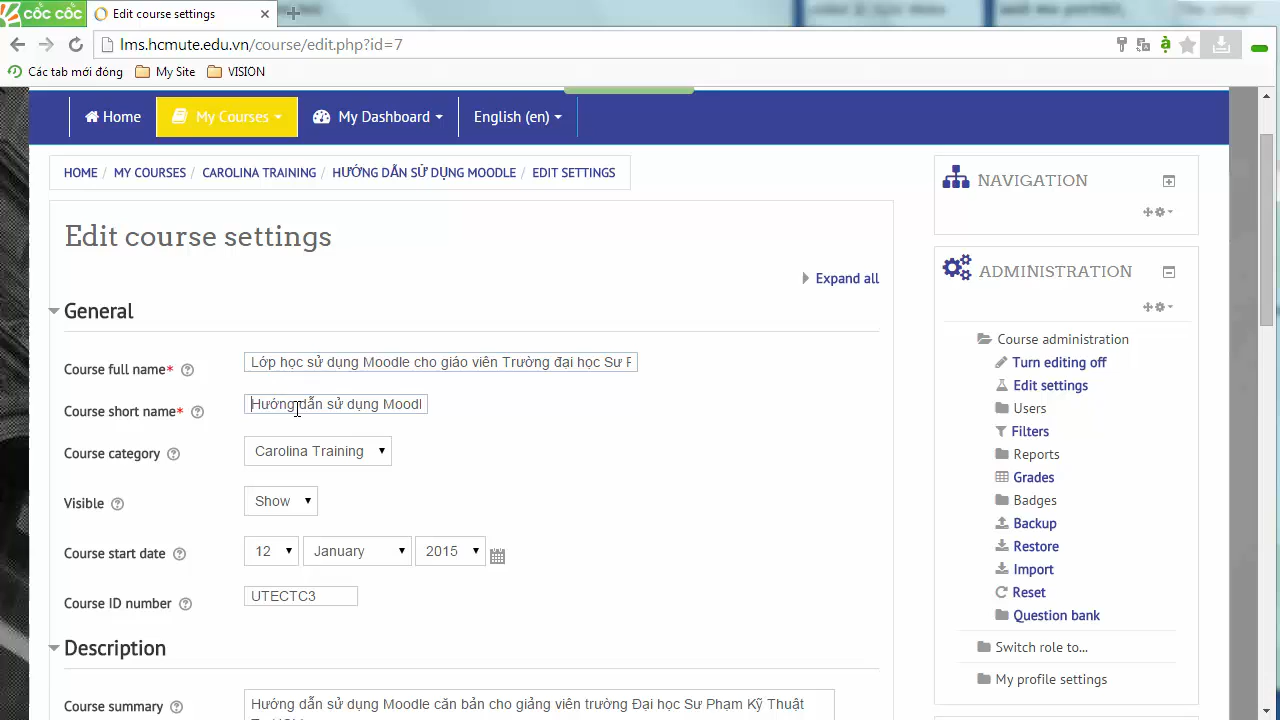 cốc cốc
Edit course settings
lms.hcmute.edu.vn/course/edit.php?id=7
Các tab mới đóng
My Site
VISION
Home
My Courses
My Dashboard
English (en)
HOME / MY COURSES / CAROLINA TRAINING / HƯỚNG DẪN SỬ DỤNG MOODLE / EDIT SETTINGS
Edit course settings
Expand all
General
Course full name*
Lớp học sử dụng Moodle cho giáo viên Trường đại học Sư
Course short name*
Hướng dẫn sử dụng Moodl
Course category
Carolina Training
Visible
Show
Course start date
12
January
2015
Course ID number
UTECTC3
Description
Course summary
Hướng dẫn sử dụng Moodle căn bản cho giảng viên trường Đại học Sư Phạm Kỹ Thuật
NAVIGATION
ADMINISTRATION
Course administration
Turn editing off
Edit settings
Users
Filters
Reports
Grades
Badges
Backup
Restore
Import
Reset
Question bank
Switch role to...
My profile settings